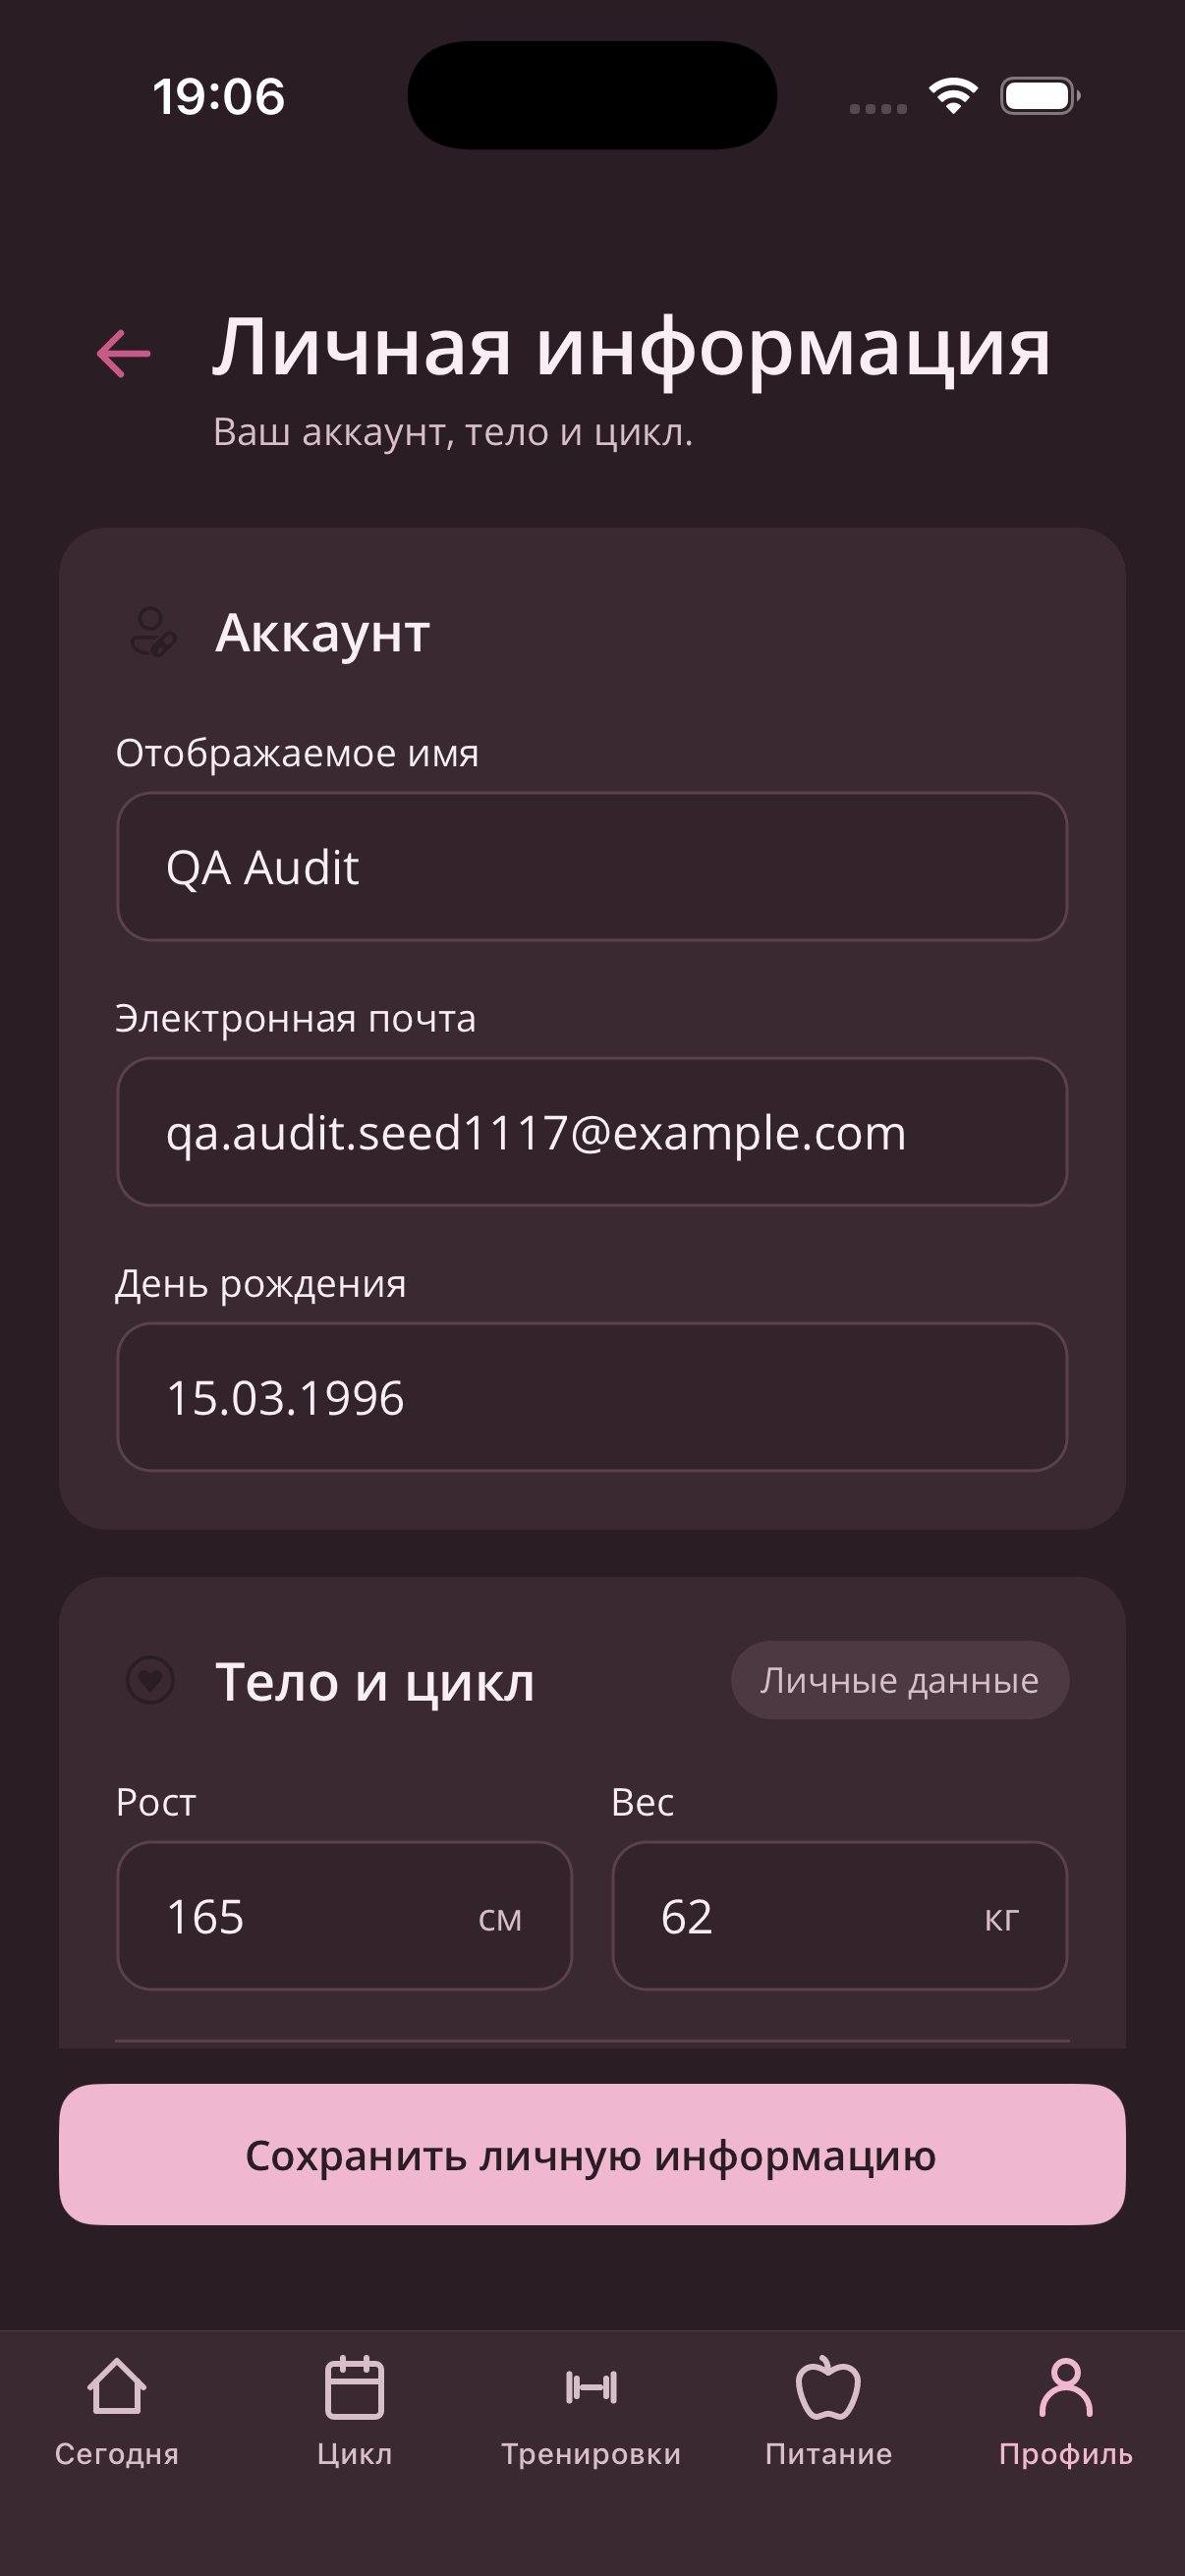 19:06
Личная информация
Ваш аккаунт, тело и цикл.
Аккаунт
Отображаемое имя
QA Audit
Электронная почта
qa.audit.seed1117@example.com
День рождения
15.03.1996
Тело и цикл
Личные данные
Рост
Вес
165 см
62 кг
Сохранить личную информацию
Сегодня
Цикл
Тренировки
Питание
Профиль